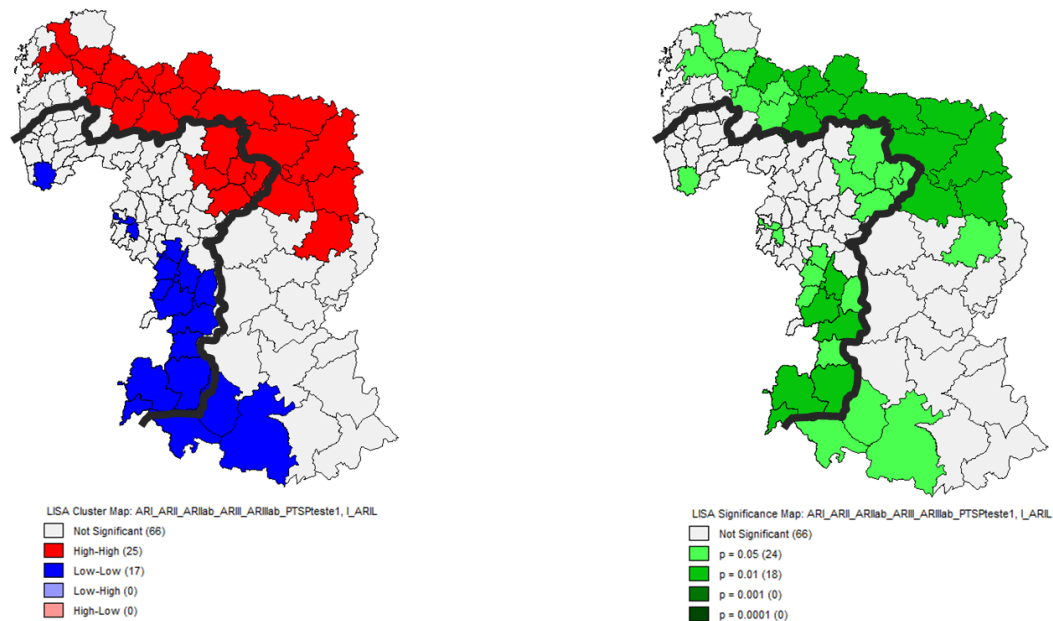 LISA Cluster Map: ARI_ARII_ARIIab_ARIII_ARIIIab_PTSPteste1, I_ARIL
Not Significant (66)
High-High (25)
Low-Low (17)
Low-High (0)
High-Low (0)
LISA Significance Map: ARI_ARII_ARIIab_ARIII_ARIIIab_PTSPteste1, I_ARIL
Not Significant (66)
p = 0.05 (24)
p = 0.01 (18)
p = 0.001 (0)
p = 0.0001 (0)